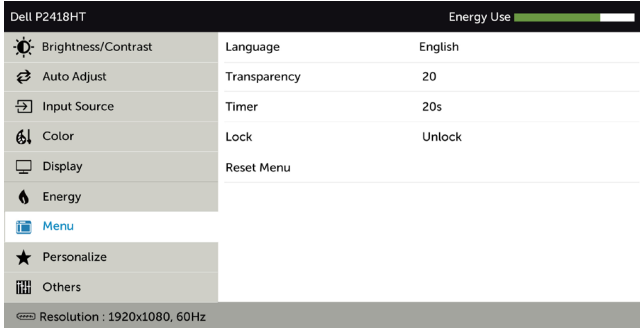 Dell P2418HT Energy Use
Brightness/Contrast Language English
Auto Adjust Transparency 20
Input Source Timer 20s
Color Lock Unlock
Display Reset Menu
Energy
Menu
Personalize
Others
Resolution : 1920x1080, 60Hz